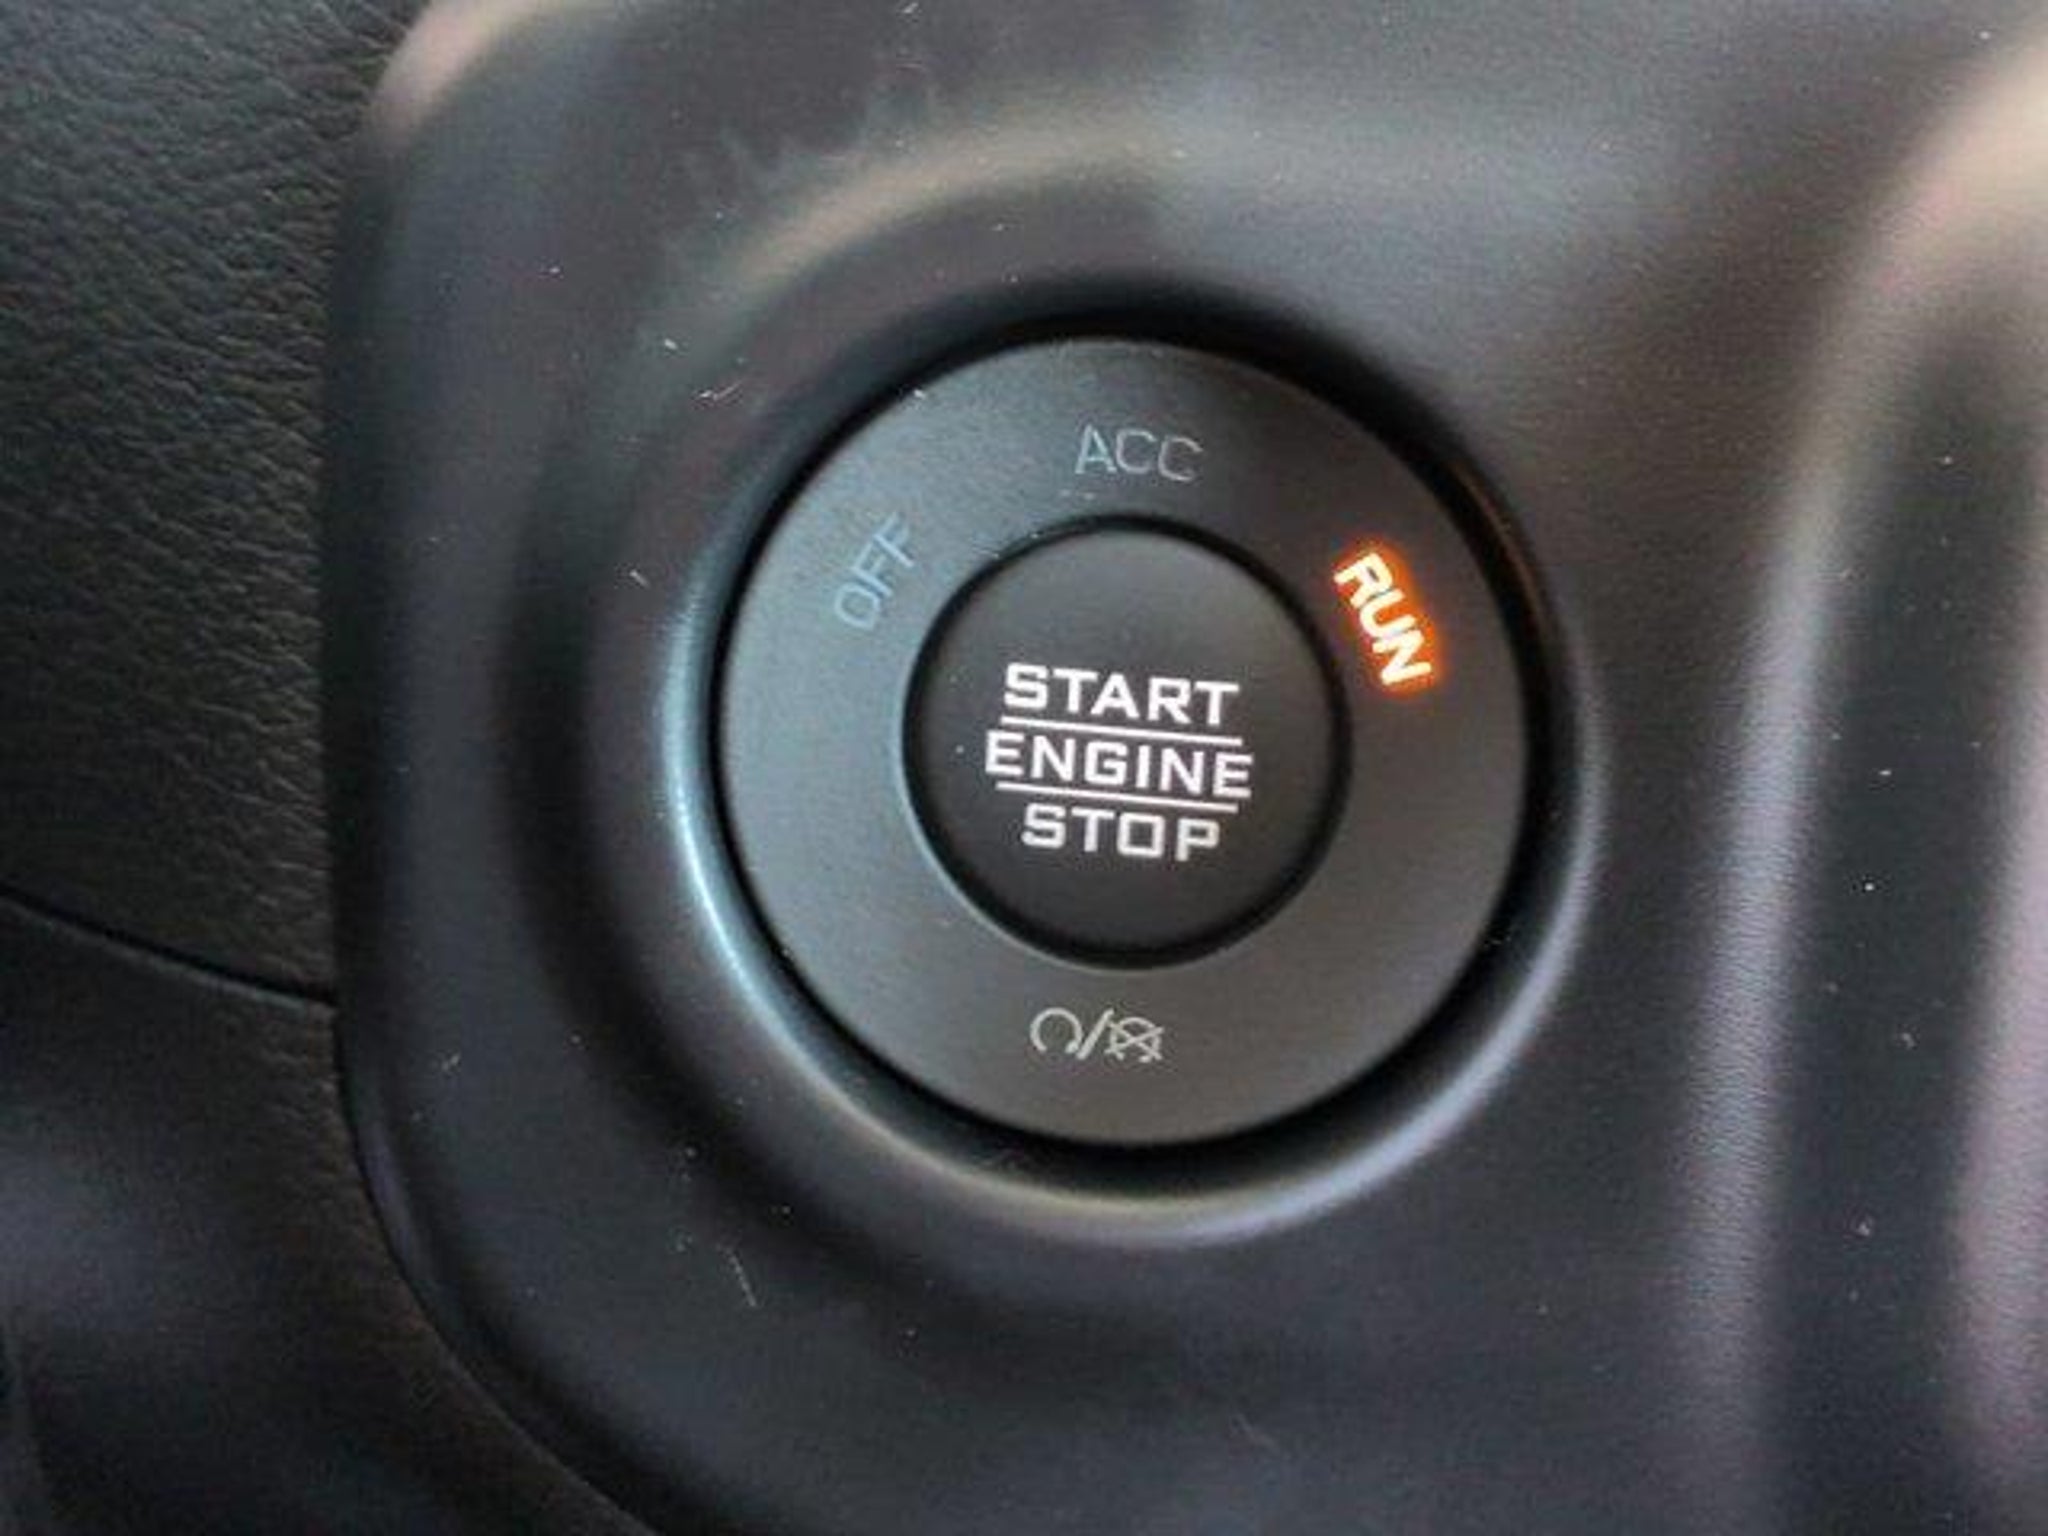 ACC
OFF
RUN
START
ENGINE
STOP